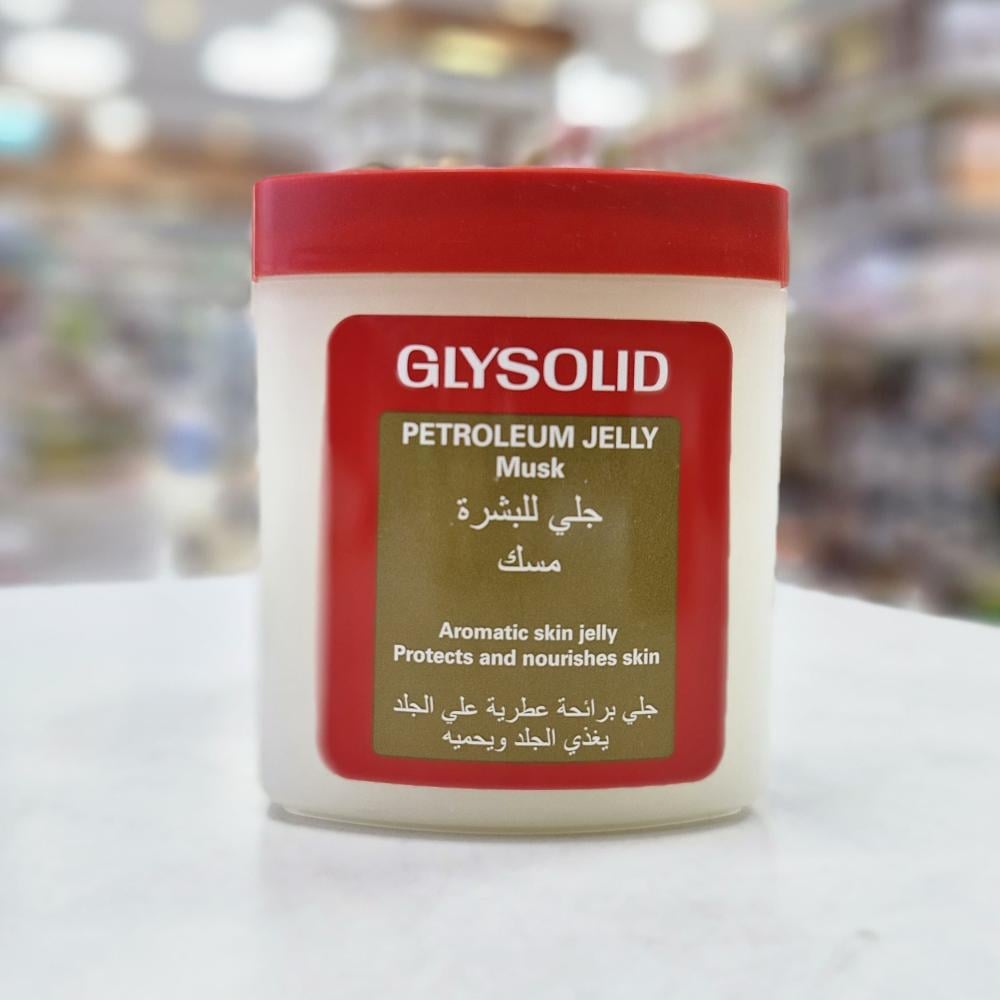 GLYSOLID
PETROLEUM JELLY
Musk
جلي للبشرة
مسك
Aromatic skin jelly
Protects and nourishes skin
جلي برائحة عطرية علي الجلد
يغذي الجلد ويحميه